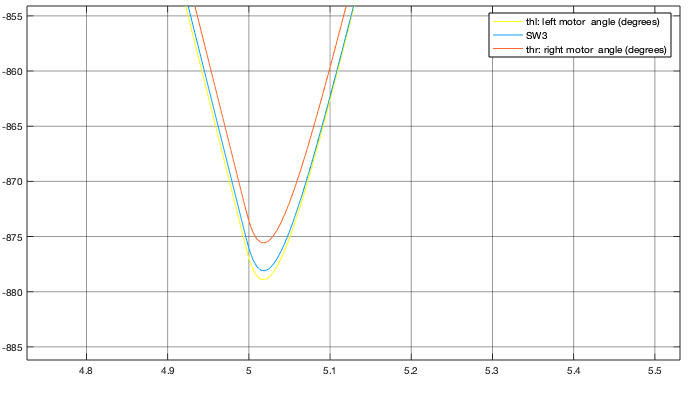 -855
thl: left motor  angle (degrees)
SW3
thr: right motor  angle (degrees)
-860
-865
-870
-875
-880
-885
4.8 4.9 5 5.1 5.2 5.3 5.4 5.5